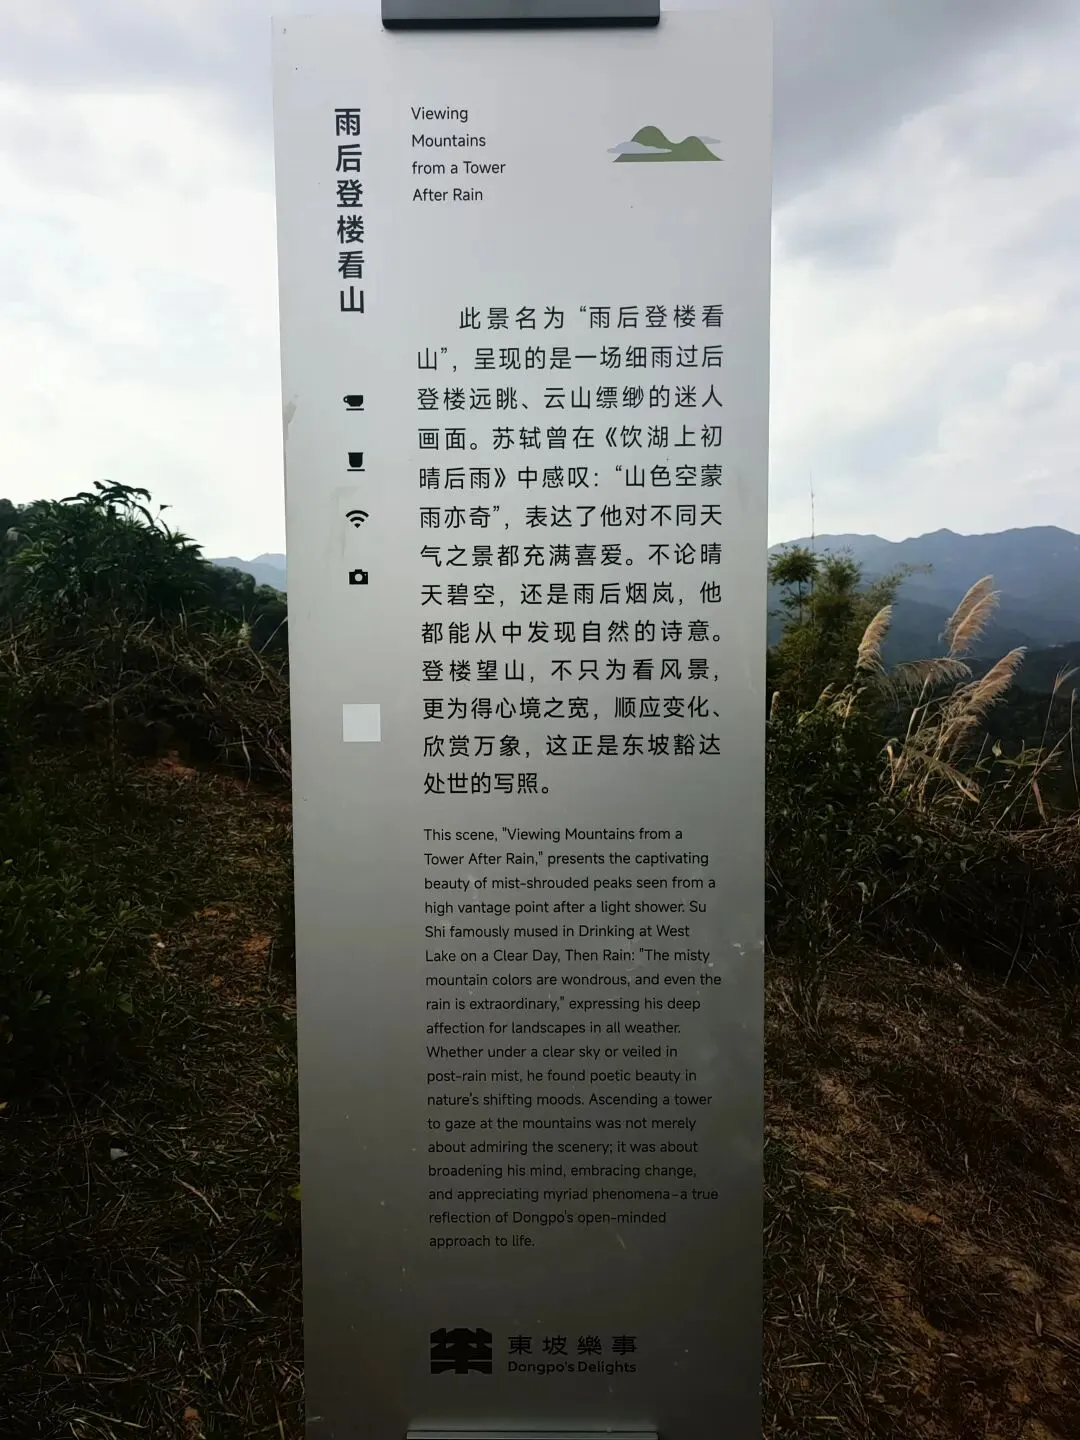 雨后登楼看山
Viewing
Mountains
from a Tower
After Rain
此景名为“雨后登楼看
山”，呈现的是一场细雨过后
登楼远眺、云山缥缈的迷人
画面。苏轼曾在《饮湖上初
晴后雨》中感叹：“山色空蒙
雨亦奇”，表达了他对不同天
气之景都充满喜爱。不论晴
天碧空，还是雨后烟岚，他
都能从中发现自然的诗意。
登楼望山，不只为看风景，
更为得心境之宽，顺应变化、
欣赏万象，这正是东坡豁达
处世的写照。
This scene, "Viewing Mountains from a
Tower After Rain," presents the captivating
beauty of mist-shrouded peaks seen from a
high vantage point after a light shower. Su
Shi famously mused in Drinking at West
Lake on a Clear Day, Then Rain: "The misty
mountain colors are wondrous, and even the
rain is extraordinary," expressing his deep
affection for landscapes in all weather.
Whether under a clear sky or veiled in
post-rain mist, he found poetic beauty in
nature's shifting moods. Ascending a tower
to gaze at the mountains was not merely
about admiring the scenery; it was about
broadening his mind, embracing change,
and appreciating myriad phenomena-a true
reflection of Dongpo's open-minded
approach to life.
東坡樂事
Dongpo's Delights